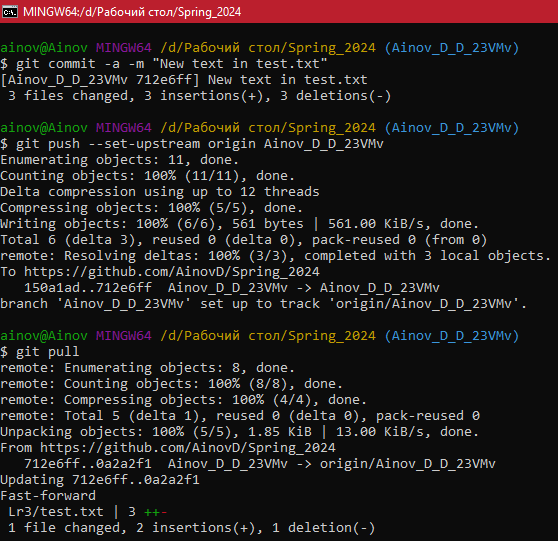 MINGW64:/d/Рабочий стол/Spring_2024
ainov@Ainov MINGW64 /d/Рабочий стол/Spring_2024 (Ainov_D_D_23VMv)
$ git commit -a -m "New text in test.txt"
[Ainov_D_D_23VMv 712e6ff] New text in test.txt
 3 files changed, 3 insertions(+), 3 deletions(-)
ainov@Ainov MINGW64 /d/Рабочий стол/Spring_2024 (Ainov_D_D_23VMv)
$ git push --set-upstream origin Ainov_D_D_23VMv
Enumerating objects: 11, done.
Counting objects: 100% (11/11), done.
Delta compression using up to 12 threads
Compressing objects: 100% (5/5), done.
Writing objects: 100% (6/6), 561 bytes | 561.00 KiB/s, done.
Total 6 (delta 3), reused 0 (delta 0), pack-reused 0 (from 0)
remote: Resolving deltas: 100% (3/3), completed with 3 local objects.
To https://github.com/AinovD/Spring_2024
   150a1ad..712e6ff  Ainov_D_D_23VMv -> Ainov_D_D_23VMv
branch 'Ainov_D_D_23VMv' set up to track 'origin/Ainov_D_D_23VMv'.
ainov@Ainov MINGW64 /d/Рабочий стол/Spring_2024 (Ainov_D_D_23VMv)
$ git pull
remote: Enumerating objects: 8, done.
remote: Counting objects: 100% (8/8), done.
remote: Compressing objects: 100% (4/4), done.
remote: Total 5 (delta 1), reused 0 (delta 0), pack-reused 0
Unpacking objects: 100% (5/5), 1.85 KiB | 13.00 KiB/s, done.
From https://github.com/AinovD/Spring_2024
   712e6ff..0a2a2f1  Ainov_D_D_23VMv -> origin/Ainov_D_D_23VMv
Updating 712e6ff..0a2a2f1
Fast-forward
 Lr3/test.txt | 3 ++-
 1 file changed, 2 insertions(+), 1 deletion(-)